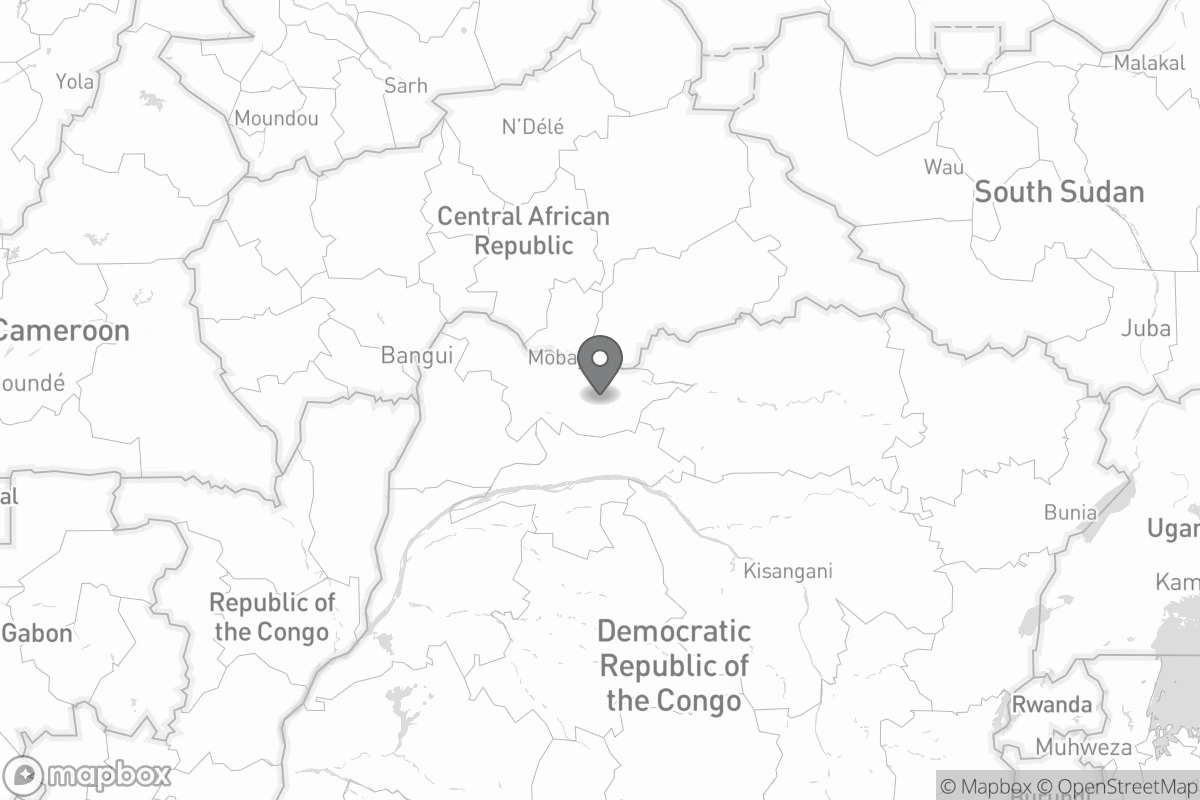 Malakal
Yola
Sarh
Moundou
N'Délé
Wau
South Sudan
Central African
Republic
Cameroon
Juba
Bangui
Moba
oundé
al
Bunia
Ugan
Kisangani
Kam
Republic of
the Congo
Gabon
Democratic
Republic of
the Congo
Rwanda
Muhweza
mapbox
© Mapbox © OpenStreetMap
Burundi